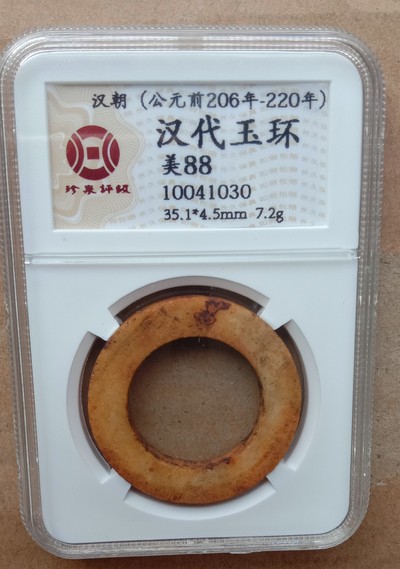 汉朝（公元前206年-220年）
汉代玉环
美88
10041030
35.1*4.5mm 7.2g
珍泉评级